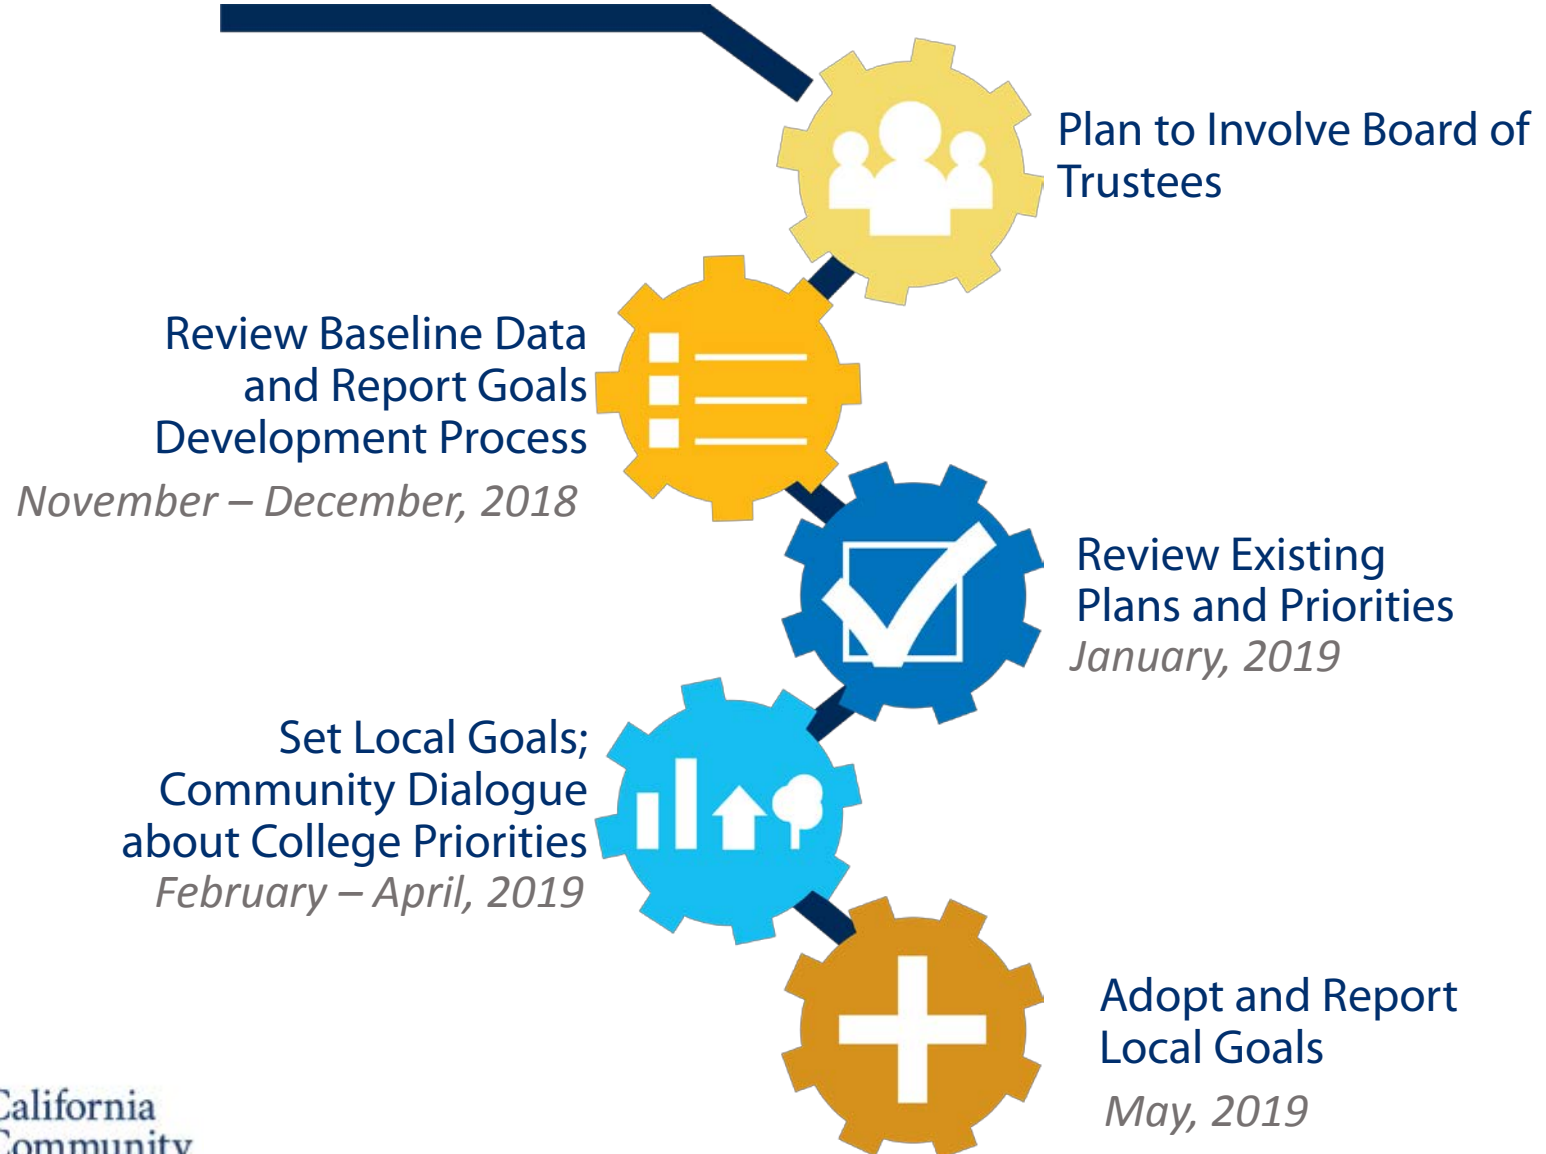 Plan to Involve Board of
Trustees
Review Baseline Data
and Report Goals
Development Process
November – December, 2018
Review Existing
Plans and Priorities
January, 2019
Set Local Goals;
Community Dialogue
about College Priorities
February – April, 2019
Adopt and Report
Local Goals
May, 2019
California
Community